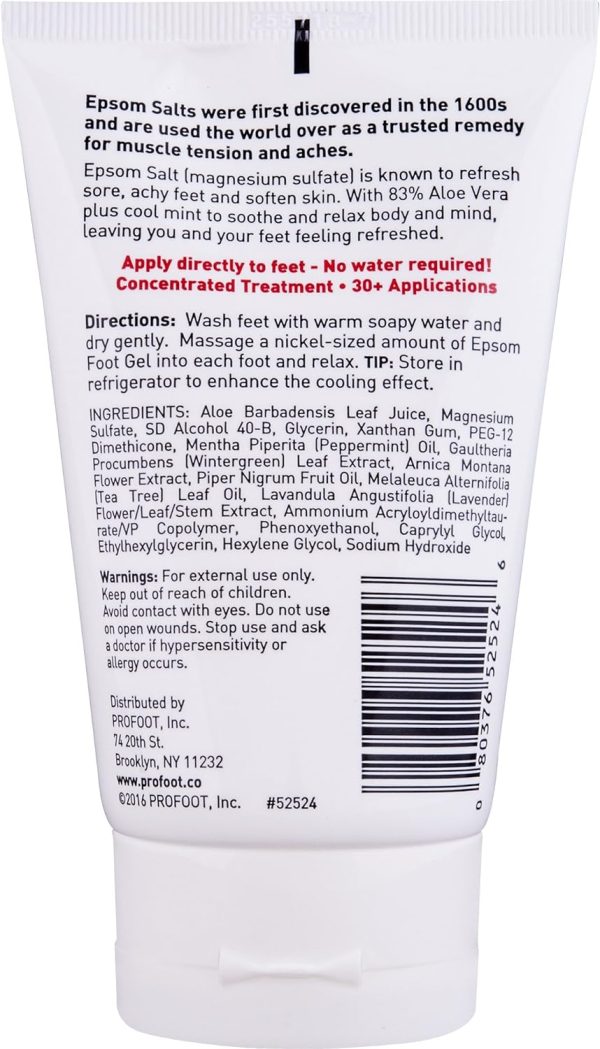 Epsom Salts were first discovered in the 1600s
and are used the world over as a trusted remedy
for muscle tension and aches.
Epsom Salt (magnesium sulfate) is known to refresh
sore, achy feet and soften skin. With 83% Aloe Vera
plus cool mint to soothe and relax body and mind,
leaving you and your feet feeling refreshed.
Apply directly to feet - No water required!
Concentrated Treatment • 30+ Applications
Directions: Wash feet with warm soapy water and
dry gently. Massage a nickel-sized amount of Epsom
Foot Gel into each foot and relax. TIP: Store in
refrigerator to enhance the cooling effect.
INGREDIENTS: Aloe Barbadensis Leaf Juice, Magnesium
Sulfate, SD Alcohol 40-B, Glycerin, Xanthan Gum, PEG-12
Dimethicone, Mentha Piperita (Peppermint) Oil, Gaultheria
Procumbens (Wintergreen) Leaf Extract, Arnica Montana
Flower Extract, Piper Nigrum Fruit Oil, Melaleuca Alternifolia
(Tea Tree) Leaf Oil, Lavandula Angustifolia (Lavender)
Flower/Leaf/Stem Extract, Ammonium Acryloyldimethyltau-
rate/VP Copolymer, Phenoxyethanol, Caprylyl Glycol,
Ethylhexylglycerin, Hexylene Glycol, Sodium Hydroxide
Warnings: For external use only.
Keep out of reach of children.
Avoid contact with eyes. Do not use
on open wounds. Stop use and ask
a doctor if hypersensitivity or
allergy occurs.
Distributed by
PROFOOT, Inc.
74 20th St.
Brooklyn, NY 11232
www.profoot.co
©2016 PROFOOT, Inc. #52524
0 80376 52524 6